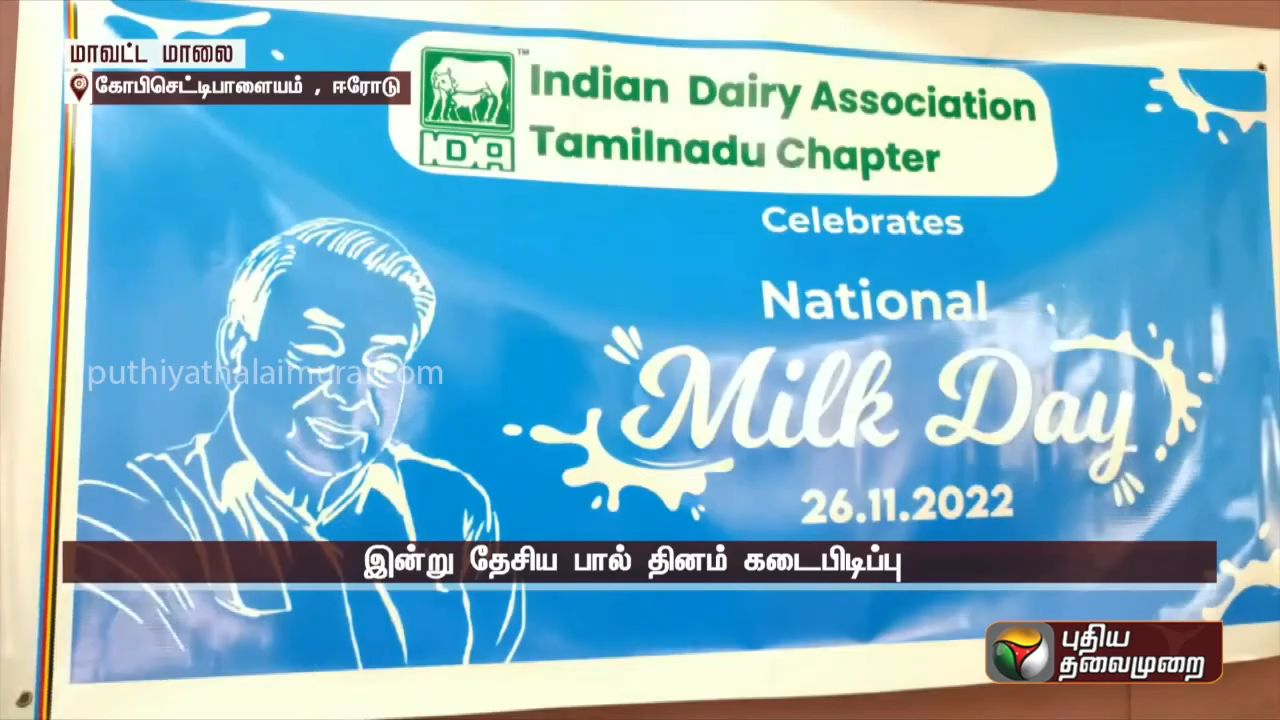 மாவட்ட மாலை
கோபிசெட்டிபாளையம் , ஈரோடு
Indian Dairy Association
Tamilnadu Chapter
TM
IDA
Celebrates
National
Milk Day
26.11.2022
puthiyathalaimurai.com
இன்று தேசிய பால் தினம் கடைபிடிப்பு
புதிய
தலைமுறை